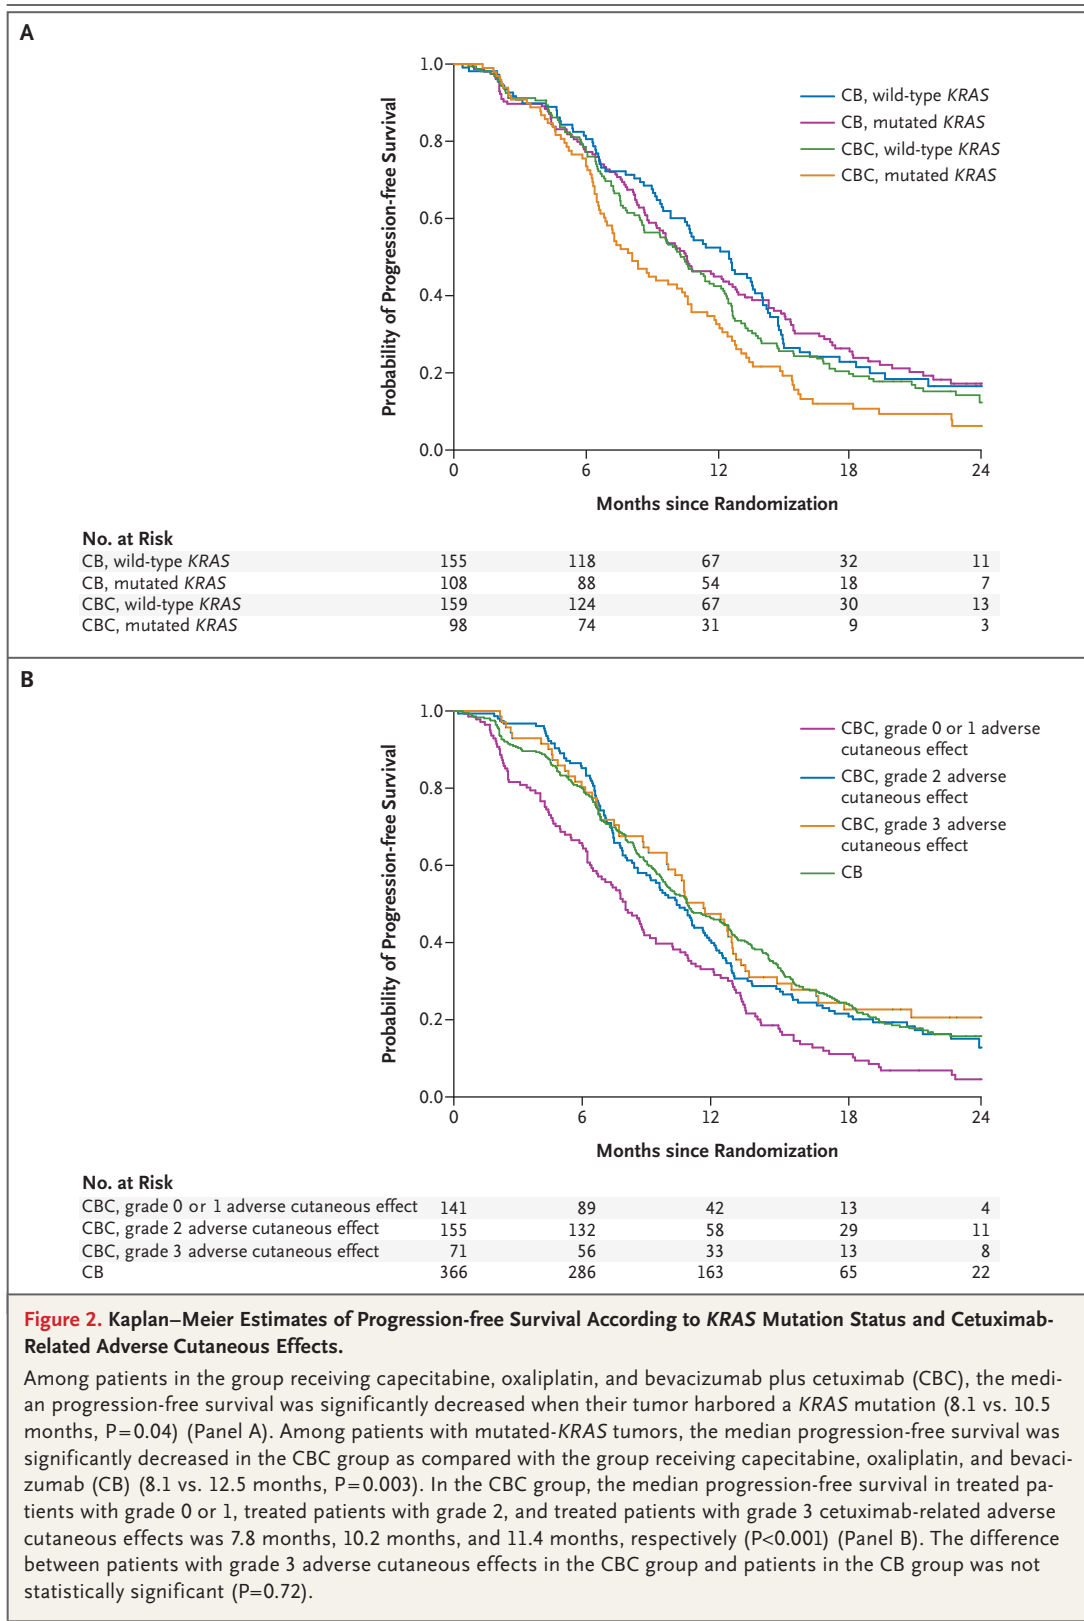 A
Probability of Progression-free Survival
1.0
0.8
0.6
0.4
0.2
0.0
0 6 12 18 24
Months since Randomization
CB, wild-type KRAS
CB, mutated KRAS
CBC, wild-type KRAS
CBC, mutated KRAS
No. at Risk
CB, wild-type KRAS 155 118 67 32 11
CB, mutated KRAS 108 88 54 18 7
CBC, wild-type KRAS 159 124 67 30 13
CBC, mutated KRAS 98 74 31 9 3
B
Probability of Progression-free Survival
1.0
0.8
0.6
0.4
0.2
0.0
0 6 12 18 24
Months since Randomization
CBC, grade 0 or 1 adverse
cutaneous effect
CBC, grade 2 adverse
cutaneous effect
CBC, grade 3 adverse
cutaneous effect
CB
No. at Risk
CBC, grade 0 or 1 adverse cutaneous effect 141 89 42 13 4
CBC, grade 2 adverse cutaneous effect 155 132 58 29 11
CBC, grade 3 adverse cutaneous effect 71 56 33 13 8
CB 366 286 163 65 22
Figure 2. Kaplan–Meier Estimates of Progression-free Survival According to KRAS Mutation Status and Cetuximab-
Related Adverse Cutaneous Effects.
Among patients in the group receiving capecitabine, oxaliplatin, and bevacizumab plus cetuximab (CBC), the medi-
an progression-free survival was significantly decreased when their tumor harbored a KRAS mutation (8.1 vs. 10.5
months, P=0.04) (Panel A). Among patients with mutated-KRAS tumors, the median progression-free survival was
significantly decreased in the CBC group as compared with the group receiving capecitabine, oxaliplatin, and bevaci-
zumab (CB) (8.1 vs. 12.5 months, P=0.003). In the CBC group, the median progression-free survival in treated pa-
tients with grade 0 or 1, treated patients with grade 2, and treated patients with grade 3 cetuximab-related adverse
cutaneous effects was 7.8 months, 10.2 months, and 11.4 months, respectively (P<0.001) (Panel B). The difference
between patients with grade 3 adverse cutaneous effects in the CBC group and patients in the CB group was not
statistically significant (P=0.72).